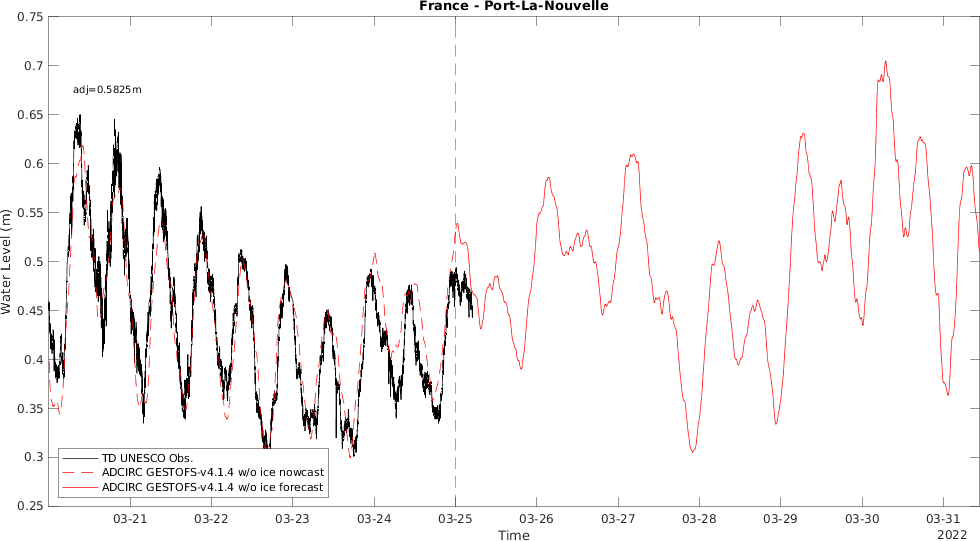 France - Port-La-Nouvelle
0.75
0.7
0.65
0.6
0.55
0.5
0.45
0.4
0.35
0.3
0.25
Water Level (m)
adj=0.5825m
TD UNESCO Obs.
ADCIRC GESTOFS-v4.1.4 w/o ice nowcast
ADCIRC GESTOFS-v4.1.4 w/o ice forecast
03-21 03-22 03-23 03-24 03-25 03-26 03-27 03-28 03-29 03-30 03-31
Time
2022